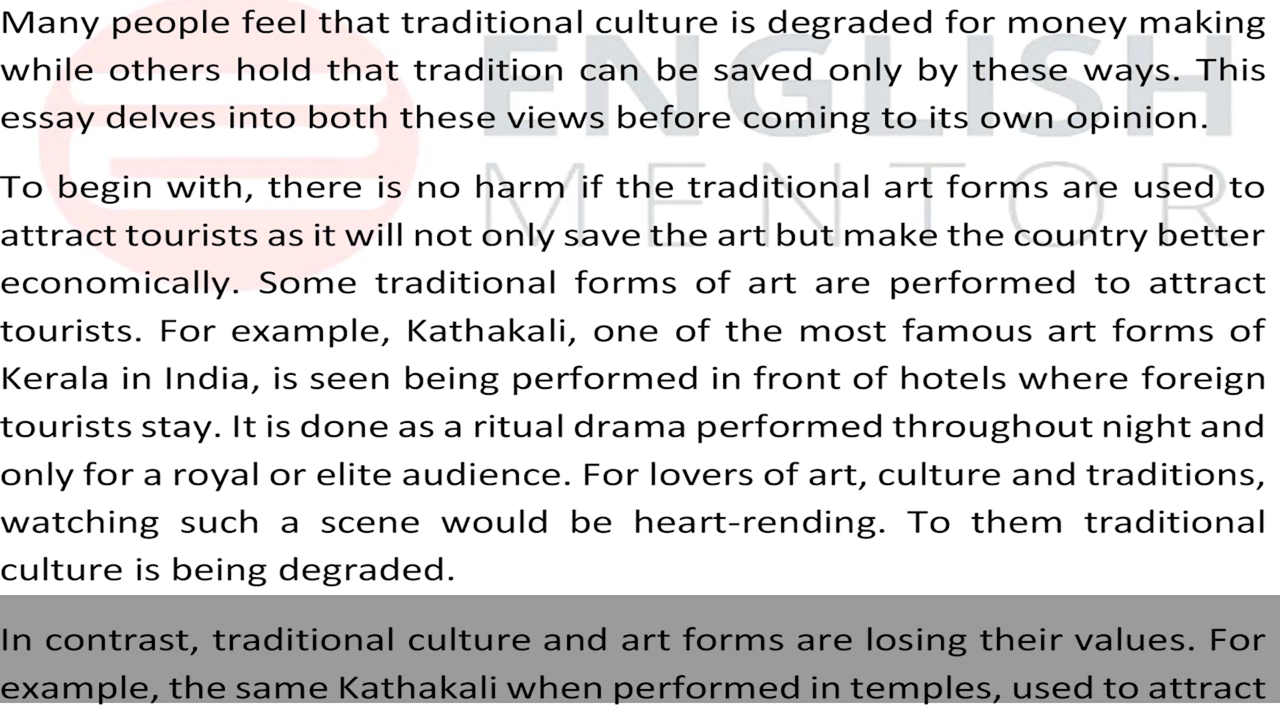 Many people feel that traditional culture is degraded for money making
while others hold that tradition can be saved only by these ways. This
essay delves into both these views before coming to its own opinion.
To begin with, there is no harm if the traditional art forms are used to
attract tourists as it will not only save the art but make the country better
economically. Some traditional forms of art are performed to attract
tourists. For example, Kathakali, one of the most famous art forms of
Kerala in India, is seen being performed in front of hotels where foreign
tourists stay. It is done as a ritual drama performed throughout night and
only for a royal or elite audience. For lovers of art, culture and traditions,
watching such a scene would be heart-rending. To them traditional
culture is being degraded.
In contrast, traditional culture and art forms are losing their values. For
example, the same Kathakali when performed in temples, used to attract
ENGLISH
MENTOR